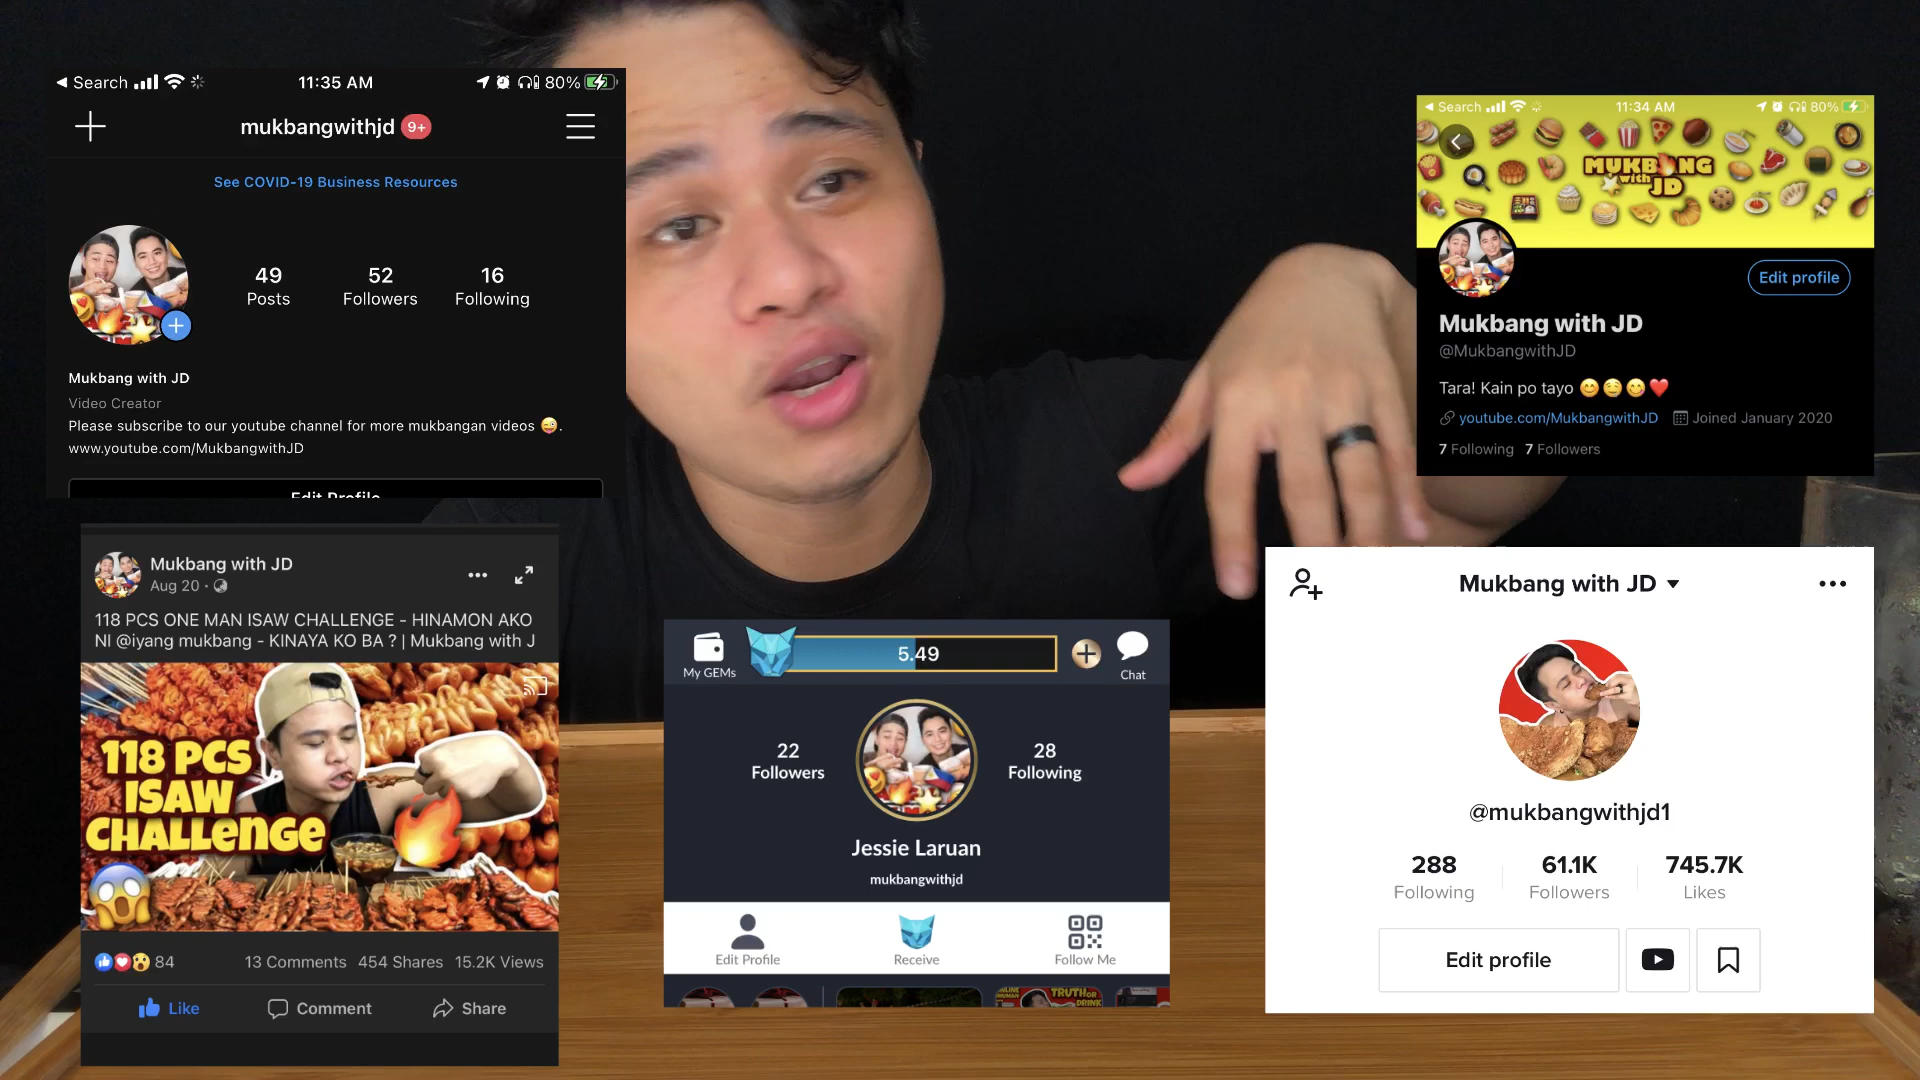 Search
11:35 AM
80%
mukbangwithjd 9+
See COVID-19 Business Resources
49
Posts
52
Followers
16
Following
Mukbang with JD
Video Creator
Please subscribe to our youtube channel for more mukbangan videos 😜.
www.youtube.com/MukbangwithJD
Edit Profile
Search
11:34 AM
80%
MUKBANG
with
JD
Edit profile
Mukbang with JD
@MukbangwithJD
Tara! Kain po tayo 😊🤤😋❤️
youtube.com/MukbangwithJD Joined January 2020
7 Following 7 Followers
Mukbang with JD
Aug 20 ·
118 PCS ONE MAN ISAW CHALLENGE - HINAMON AKO
NI @iyang mukbang - KINAYA KO BA ? | Mukbang with J
118 PCS
ISAW
CHALLENGE
84 13 Comments 454 Shares 15.2K Views
Like Comment Share
My GEMs
5.49
Chat
22
Followers
28
Following
Jessie Laruan
mukbangwithjd
Edit Profile
Receive
Follow Me
TRUTH OR
DRINK
Mukbang with JD
@mukbangwithjd1
288
Following
61.1K
Followers
745.7K
Likes
Edit profile